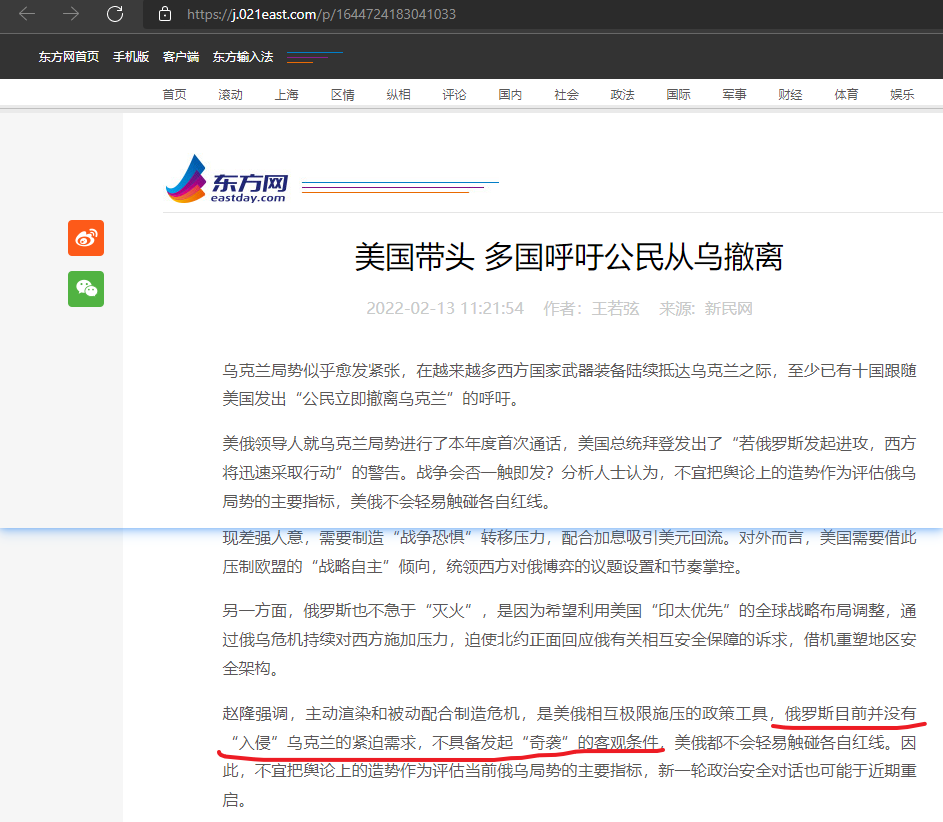 https://j.021east.com/p/1644724183041033
东方网首页 手机版 客户端 东方输入法
首页 滚动 上海 区情 纵相 评论 国内 社会 政法 国际 军事 财经 体育 娱乐
东方网
eastday.com
美国带头 多国呼吁公民从乌撤离
2022-02-13 11:21:54 作者：王若弦 来源：新民网
乌克兰局势似乎愈发紧张，在越来越多西方国家武器装备陆续抵达乌克兰之际，至少已有十国跟随
美国发出“公民立即撤离乌克兰”的呼吁。
美俄领导人就乌克兰局势进行了本年度首次通话，美国总统拜登发出了“若俄罗斯发起进攻，西方
将迅速采取行动”的警告。战争会否一触即发？分析人士认为，不宜把舆论上的造势作为评估俄乌
局势的主要指标，美俄不会轻易触碰各自红线。
现差强人意，需要制造“战争恐惧”转移压力，配合加息吸引美元回流。对外而言，美国需要借此
压制欧盟的“战略自主”倾向，统领西方对俄博弈的议题设置和节奏掌控。
另一方面，俄罗斯也不急于“灭火”，是因为希望利用美国“印太优先”的全球战略布局调整，通
过俄乌危机持续对西方施加压力，迫使北约正面回应俄有关相互安全保障的诉求，借机重塑地区安
全架构。
赵隆强调，主动渲染和被动配合制造危机，是美俄相互极限施压的政策工具，俄罗斯目前并没有
“入侵”乌克兰的紧迫需求，不具备发起“奇袭”的客观条件，美俄都不会轻易触碰各自红线。因
此，不宜把舆论上的造势作为评估当前俄乌局势的主要指标，新一轮政治安全对话也可能于近期重
启。